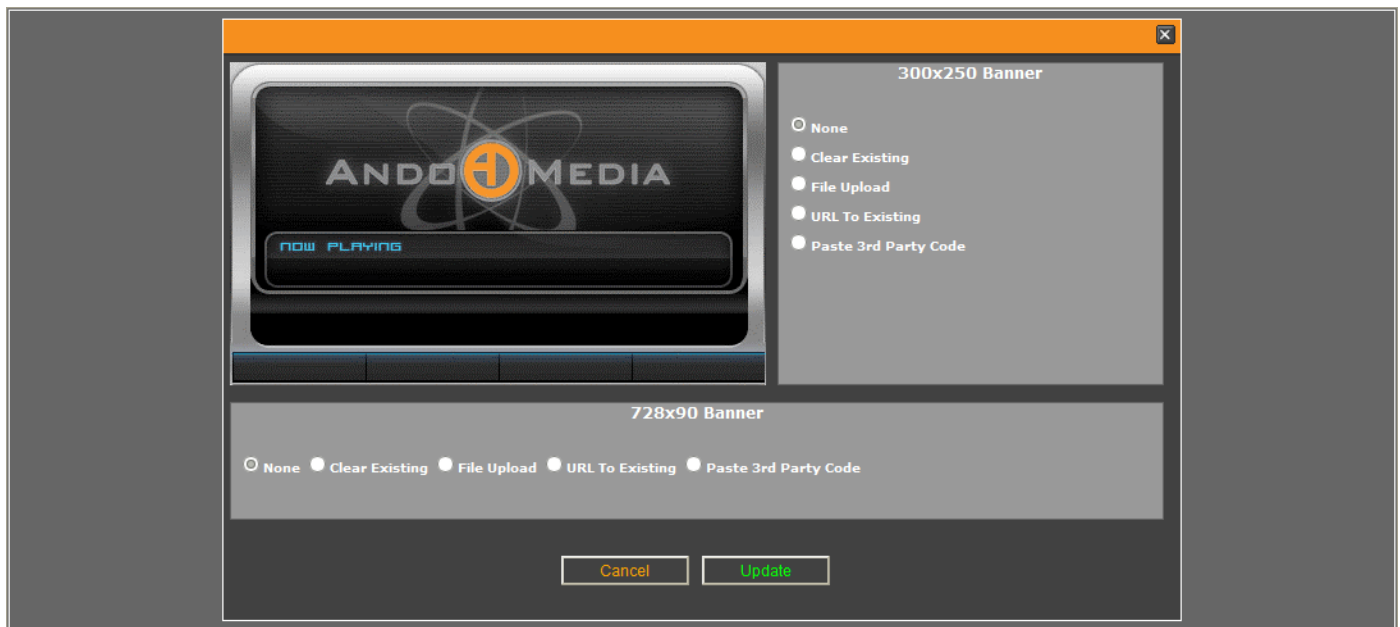 300x250 Banner
ANDO MEDIA
None
Clear Existing
File Upload
NOW PLAYING
URL To Existing
Paste 3rd Party Code
728x90 Banner
None Clear Existing File Upload URL To Existing Paste 3rd Party Code
Cancel Update